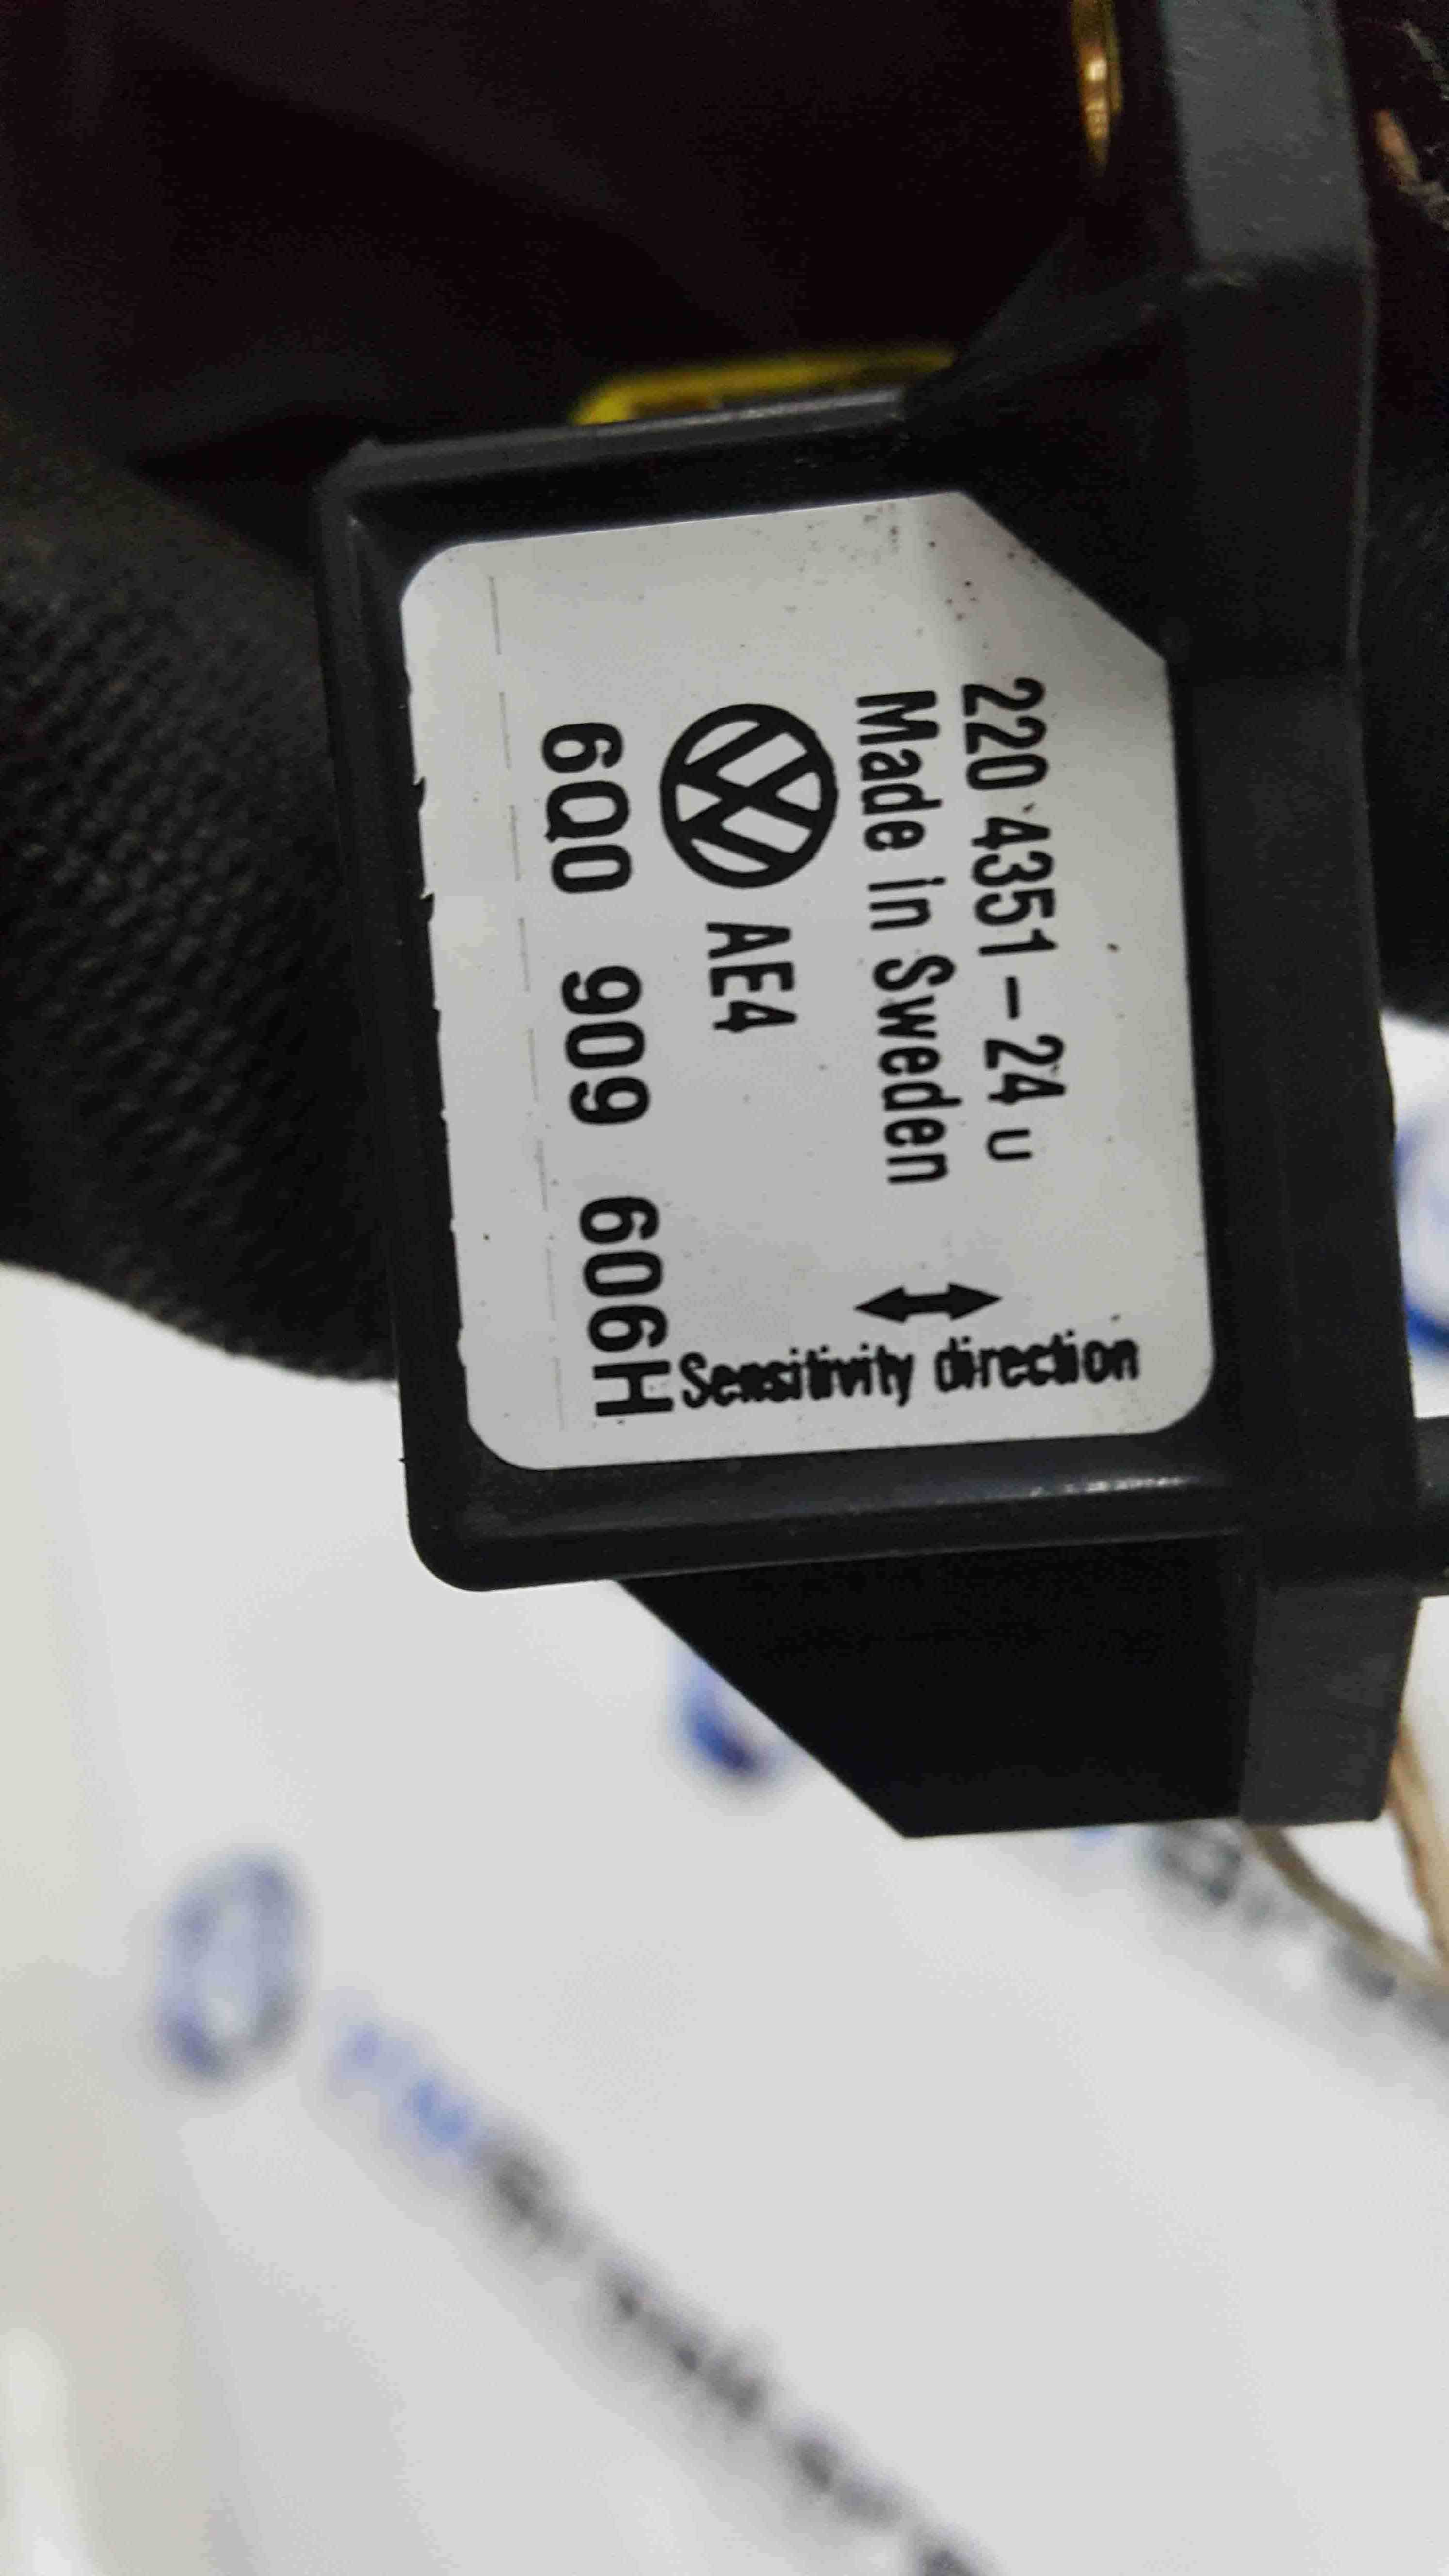 220 4351-24 U
Made in Sweden
AE4
6Q0 909 606H
Sensitivity direction